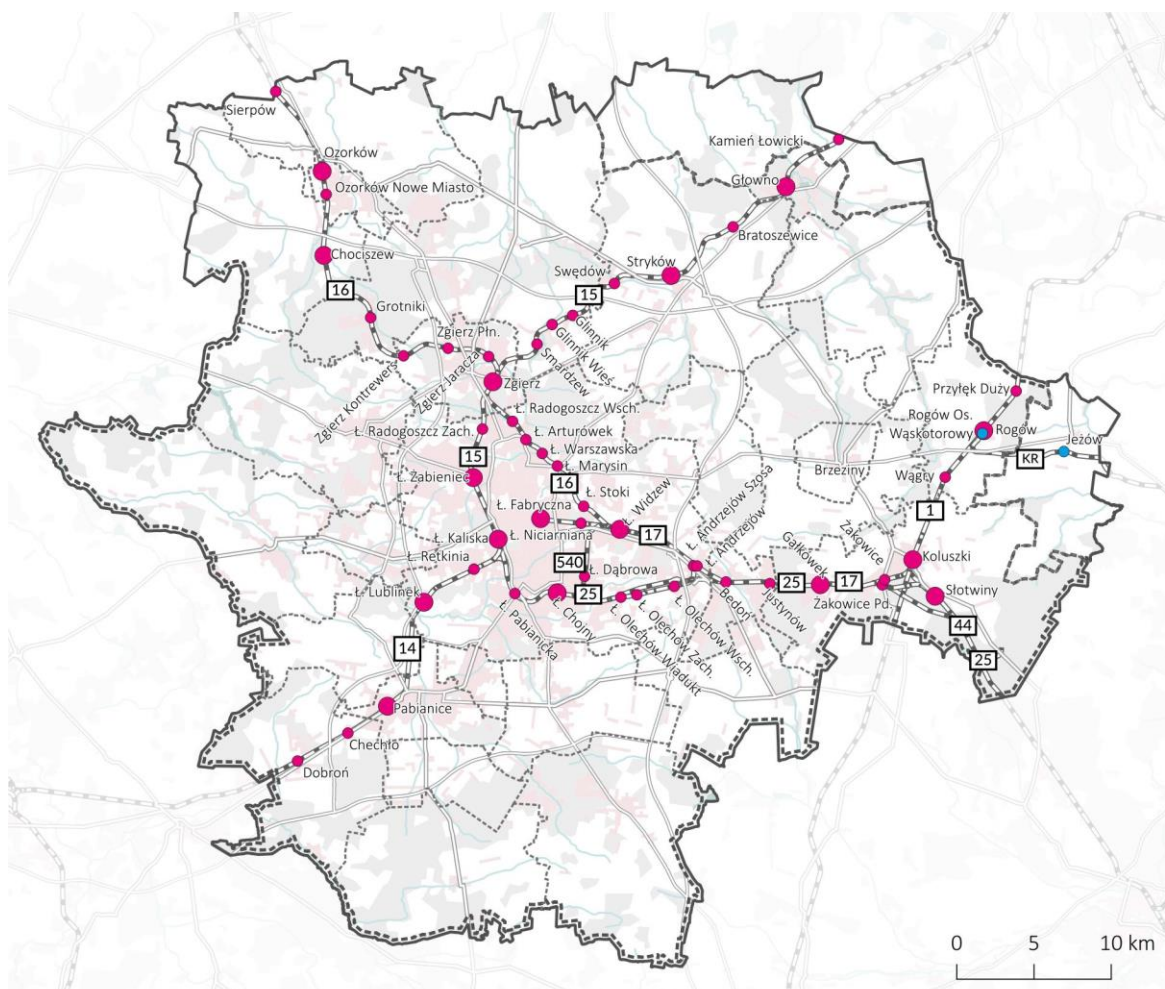 Sierpów
Kamień Łowicki
Ozorków
Głowno
Ozorków Nowe Miasto
Bratoszewice
Chociszew
Stryków
Swędów
16
15
Grotniki
Glinnik
Zgierz Płn.
Glinnik Wieś
Smardzew
Zgierz Kontrewers
Zgierz Jaracza
Zgierz
Przyłęk Duży
Ł. Radogoszcz Wsch.
Rogów Os.
Ł. Radogoszcz Zach.
Ł. Arturówek
Wąskotorowy
Rogów
Jeżów
15
Ł. Warszawska
KR
Ł. Marysin
Brzeziny
Wągry
Ł. Żabieniec
16
Ł. Stoki
1
Ł. Fabryczna
Ł. Widzew
Ł. Andrzejów Szosa
Ł. Kaliska
Ł. Niciarniana
17
Ł. Andrzejów
Żakowice
Koluszki
Ł. Retkinia
540
Ł. Dąbrowa
Gałkówek
Ł. Lublinek
25
25
17
Słotwiny
Ł. Chojny
Bedoń
Justynów
Żakowice Pd.
Ł. Pabianicka
Ł. Olechów Wiadukt
Ł. Olechów Zach.
Ł. Olechów Wsch.
44
14
25
Pabianice
Chechło
Dobroń
0 5 10 km